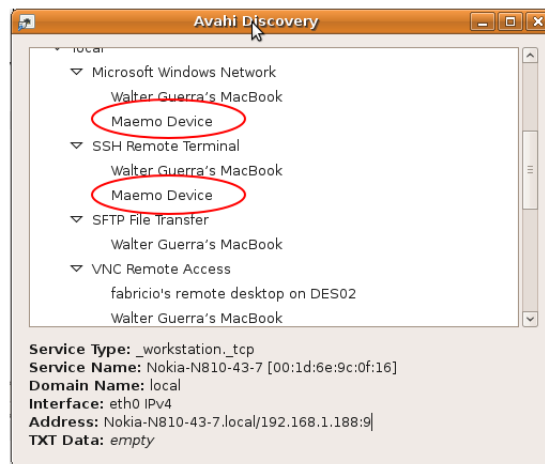 Avahi Discovery
local
Microsoft Windows Network
Walter Guerra's MacBook
Maemo Device
SSH Remote Terminal
Walter Guerra's MacBook
Maemo Device
SFTP File Transfer
Walter Guerra's MacBook
VNC Remote Access
fabricio's remote desktop on DES02
Walter Guerra's MacBook
Service Type: _workstation._tcp
Service Name: Nokia-N810-43-7 [00:1d:6e:9c:0f:16]
Domain Name: local
Interface: eth0 IPv4
Address: Nokia-N810-43-7.local/192.168.1.188:9
TXT Data: empty